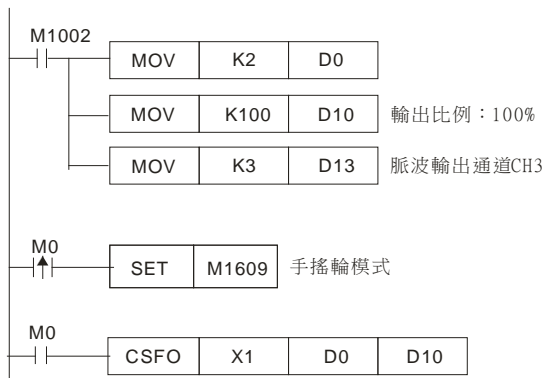 M1002
MOV K2 D0
MOV K100 D10 輸出比例：100%
MOV K3 D13 脈波輸出通道CH3
M0
SET M1609 手搖輪模式
M0
CSFO X1 D0 D10